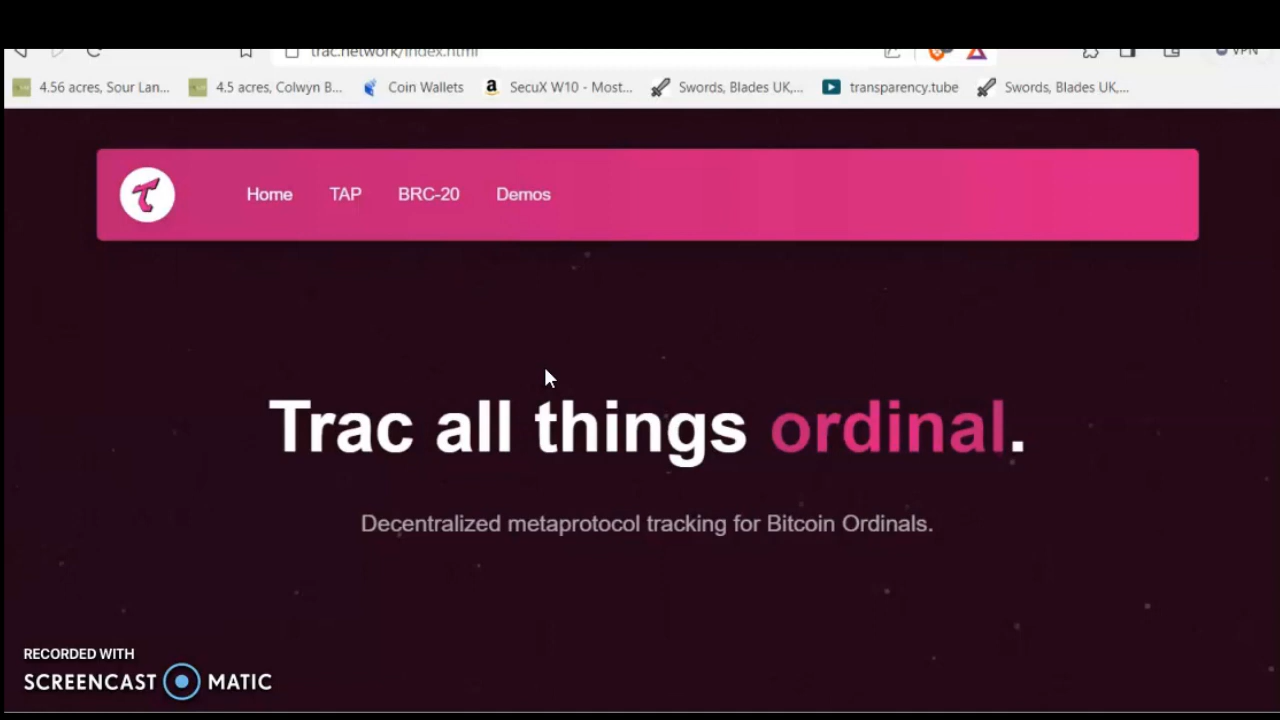 trac.network/index.html
VPN
4.56 acres, Sour Lan...
4.5 acres, Colwyn B...
Coin Wallets
SecuX W10 - Most...
Swords, Blades UK,...
transparency.tube
Swords, Blades UK,...
Home
TAP
BRC-20
Demos
Trac all things ordinal.
Decentralized metaprotocol tracking for Bitcoin Ordinals.
RECORDED WITH
SCREENCAST MATIC